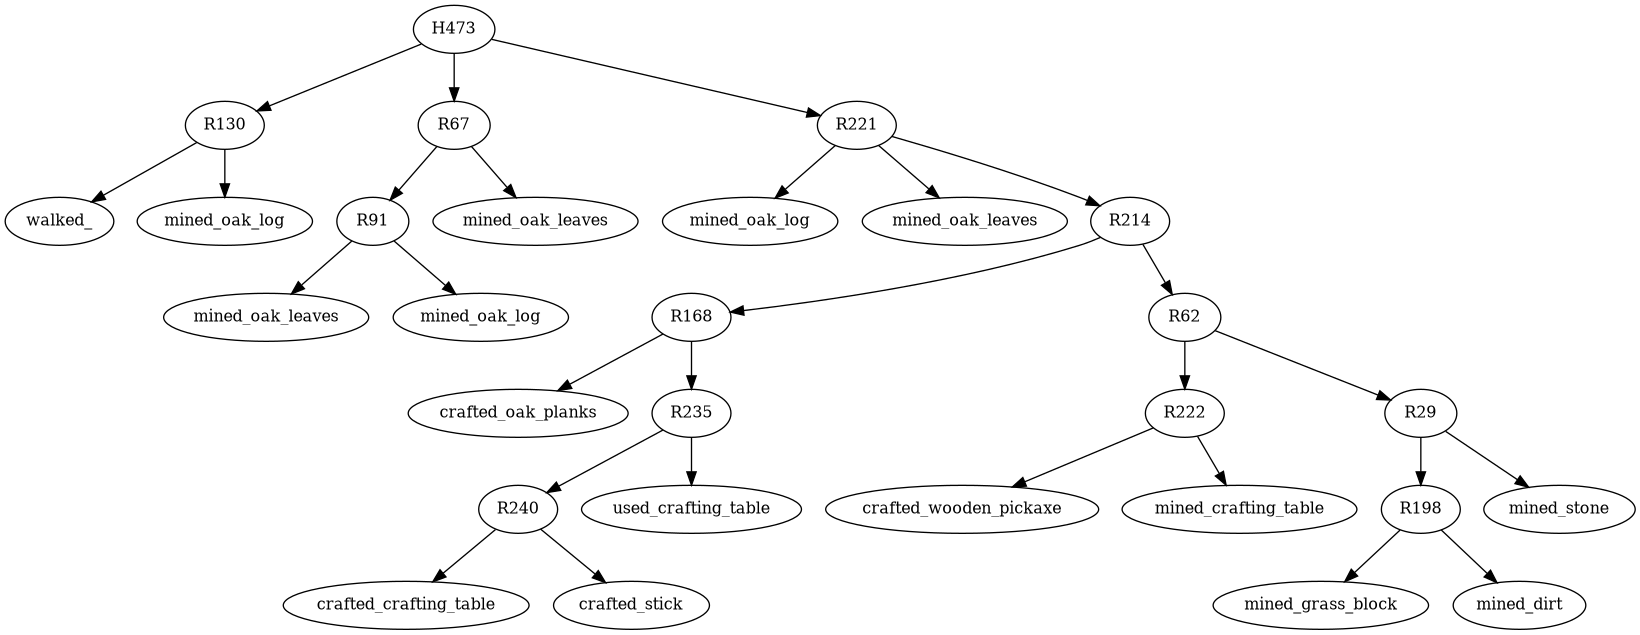 H473
R130
R67
R221
walked_
mined_oak_log
R91
mined_oak_leaves
mined_oak_log
mined_oak_leaves
R214
mined_oak_leaves
mined_oak_log
R168
R62
crafted_oak_planks
R235
R222
R29
R240
used_crafting_table
crafted_wooden_pickaxe
mined_crafting_table
R198
mined_stone
crafted_crafting_table
crafted_stick
mined_grass_block
mined_dirt